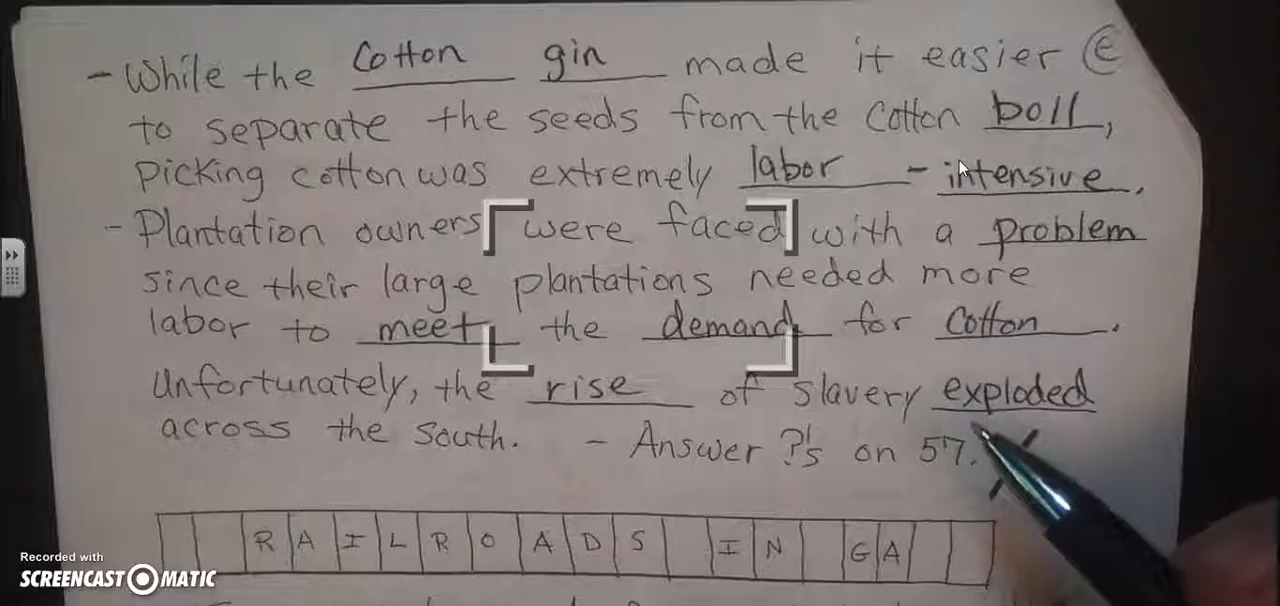 - While the cotton gin made it easier e
to separate the seeds from the cotton boll,
picking cotton was extremely labor - intensive.
- Plantation owners were faced with a problem
since their large plantations needed more
labor to meet the demand for cotton.
Unfortunately, the rise of slavery exploded
across the south. - Answer ?'s on 57.
RAILROADS IN GA
Recorded with
SCREENCAST O MATIC